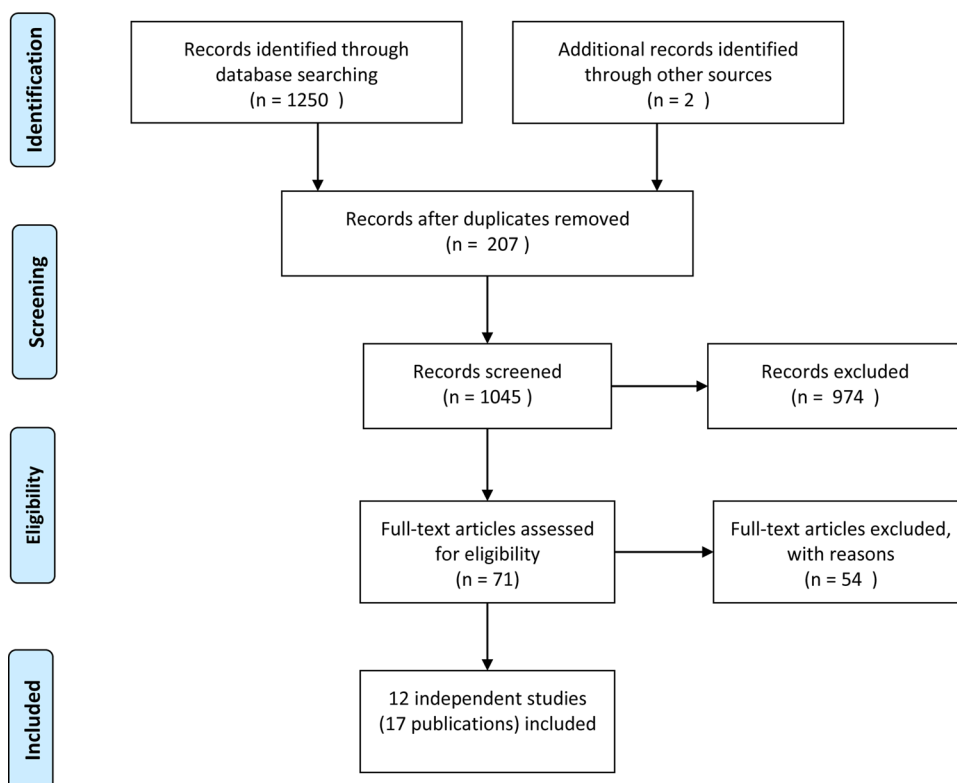 Identification
Records identified through
database searching
(n = 1250 )
Additional records identified
through other sources
(n = 2 )
Screening
Records after duplicates removed
(n = 207 )
Records screened
(n = 1045 )
Records excluded
(n = 974 )
Eligibility
Full-text articles assessed
for eligibility
(n = 71)
Full-text articles excluded,
with reasons
(n = 54 )
Included
12 independent studies
(17 publications) included